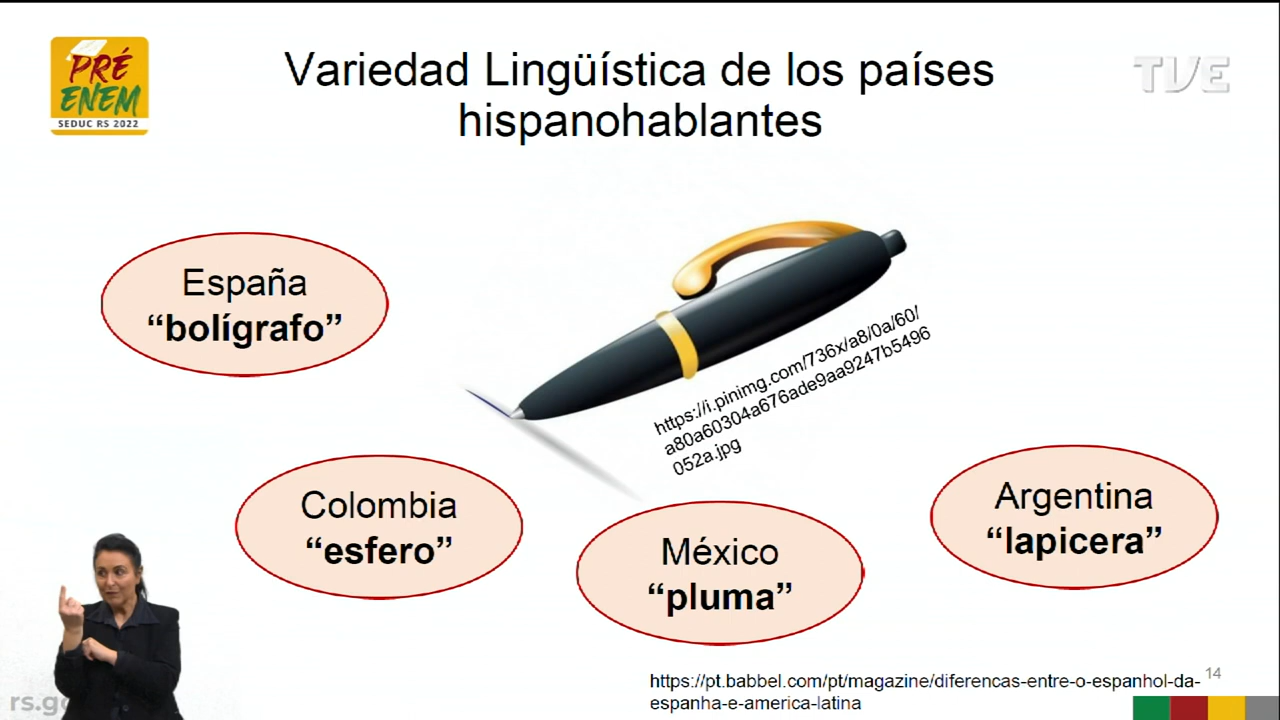 PRÉ
ENEM
SEDUC RS 2022
Variedad Lingüística de los países
hispanohablantes
TVE
España
“bolígrafo”
https://i.pinimg.com/736x/a8/0a/60/
a80a60304a676ade9aa9247b5496
052a.jpg
Colombia
“esfero”
México
“pluma”
Argentina
“lapicera”
https://pt.babbel.com/pt/magazine/diferencas-entre-o-espanhol-da-
espanha-e-america-latina
14